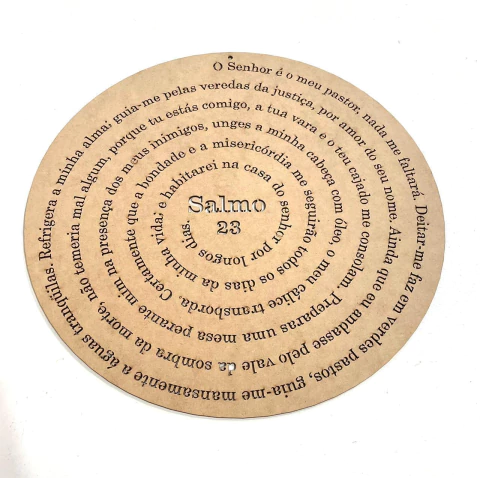 O Senhor é o meu pastor, nada me faltará. Deitar-me faz em verdes pastos, guia-me mansamente a águas tranqüilas. Refrigera a minha alma; guia-me pelas veredas da justiça, por amor do seu nome. Ainda que eu andasse pelo vale da sombra da morte, não temeria mal algum, porque tu estás comigo, a tua vara e o teu cajado me consolam. Preparas uma mesa perante mim na presença dos meus inimigos, unges a minha cabeça com óleo, o meu cálice transborda. Certamente que a bondade e a misericórdia me seguirão todos os dias da minha vida; e habitarei na casa do senhor por longos dias.
Salmo
23